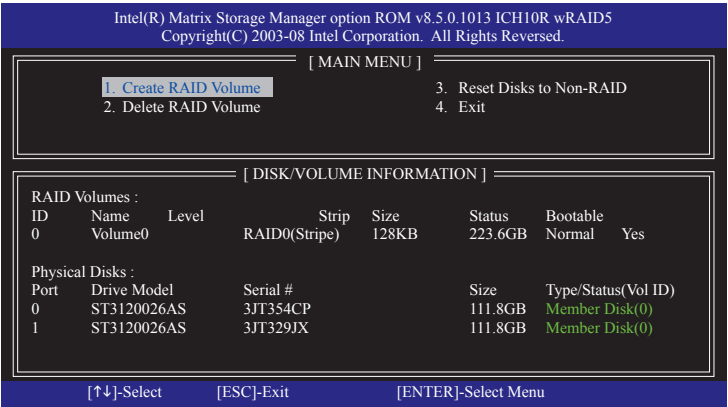 Intel(R) Matrix Storage Manager option ROM v8.5.0.1013 ICH10R wRAID5
Copyright(C) 2003-08 Intel Corporation. All Rights Reversed.
[ MAIN MENU ]
1. Create RAID Volume 3. Reset Disks to Non-RAID
2. Delete RAID Volume 4. Exit
[ DISK/VOLUME INFORMATION ]
RAID Volumes :
ID Name Level Strip Size Status Bootable
0 Volume0 RAID0(Stripe) 128KB 223.6GB Normal Yes
Physical Disks :
Port Drive Model Serial # Size Type/Status(Vol ID)
0 ST3120026AS 3JT354CP 111.8GB Member Disk(0)
1 ST3120026AS 3JT329JX 111.8GB Member Disk(0)
[↑↓]-Select [ESC]-Exit [ENTER]-Select Menu